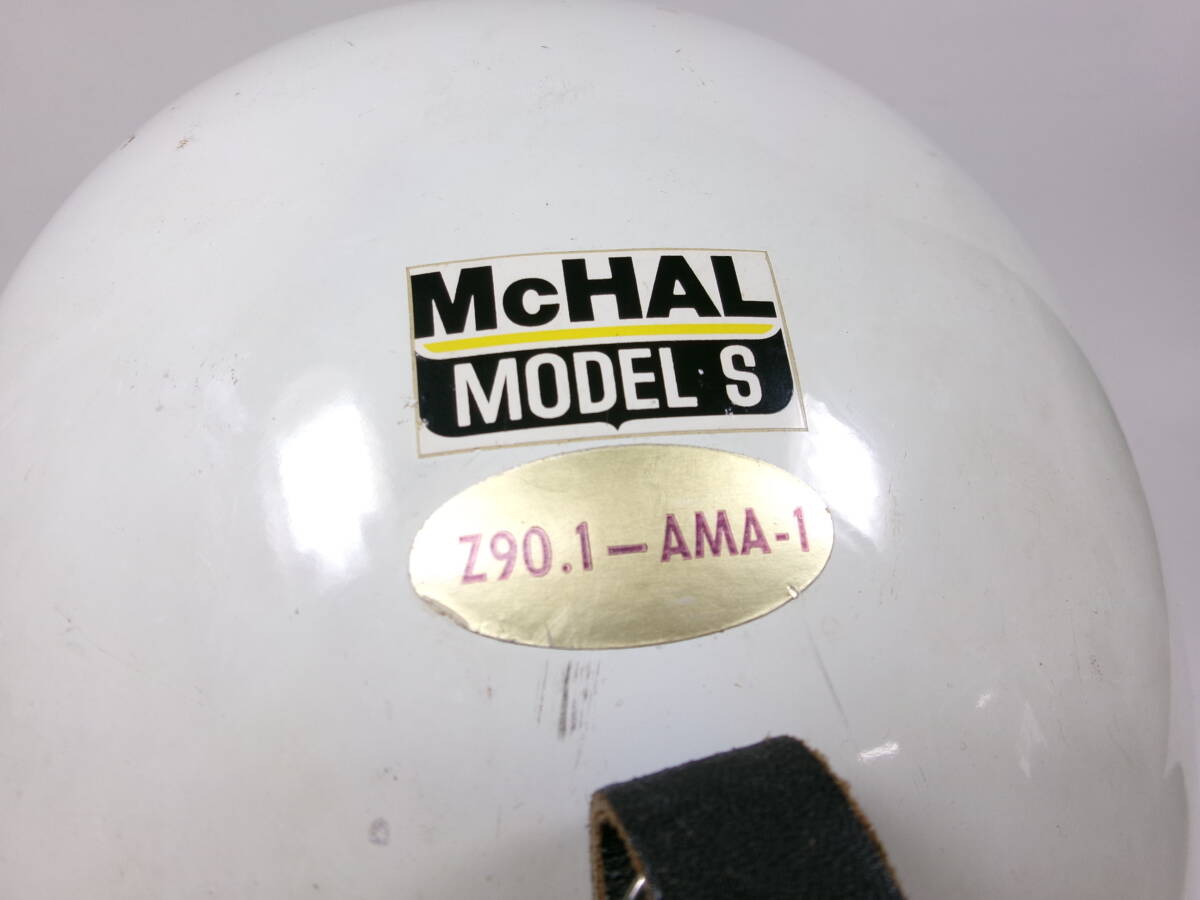 McHAL
MODEL S
Z90.1-AMA-1